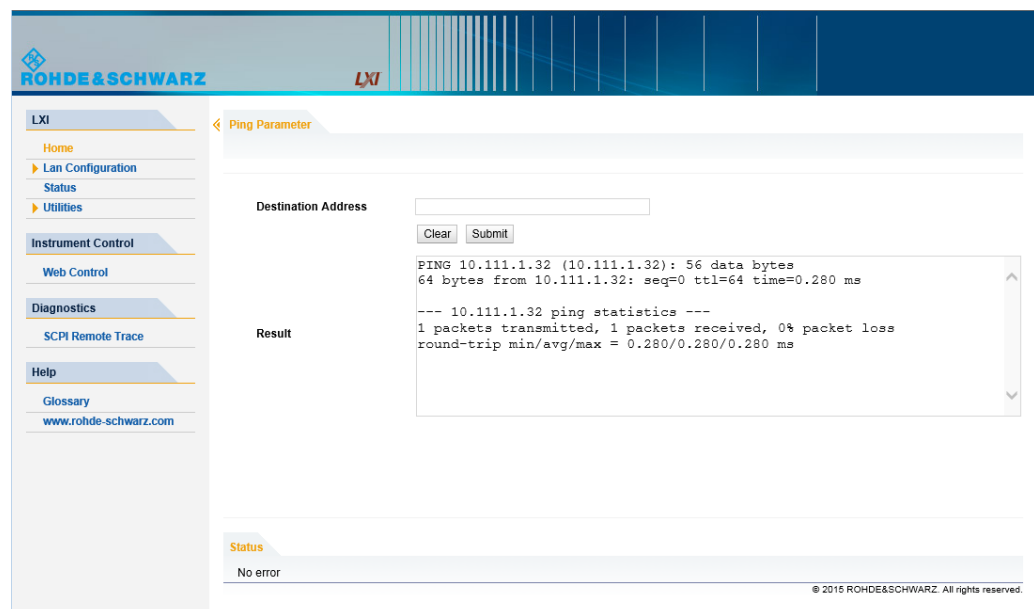 ROHDE&SCHWARZ
LXI
LXI
Home
Lan Configuration
Status
Utilities
Instrument Control
Web Control
Diagnostics
SCPI Remote Trace
Help
Glossary
www.rohde-schwarz.com
Ping Parameter
Destination Address
Clear Submit
Result
PING 10.111.1.32 (10.111.1.32): 56 data bytes
64 bytes from 10.111.1.32: seq=0 ttl=64 time=0.280 ms
--- 10.111.1.32 ping statistics ---
1 packets transmitted, 1 packets received, 0% packet loss
round-trip min/avg/max = 0.280/0.280/0.280 ms
Status
No error
© 2015 ROHDE&SCHWARZ. All rights reserved.